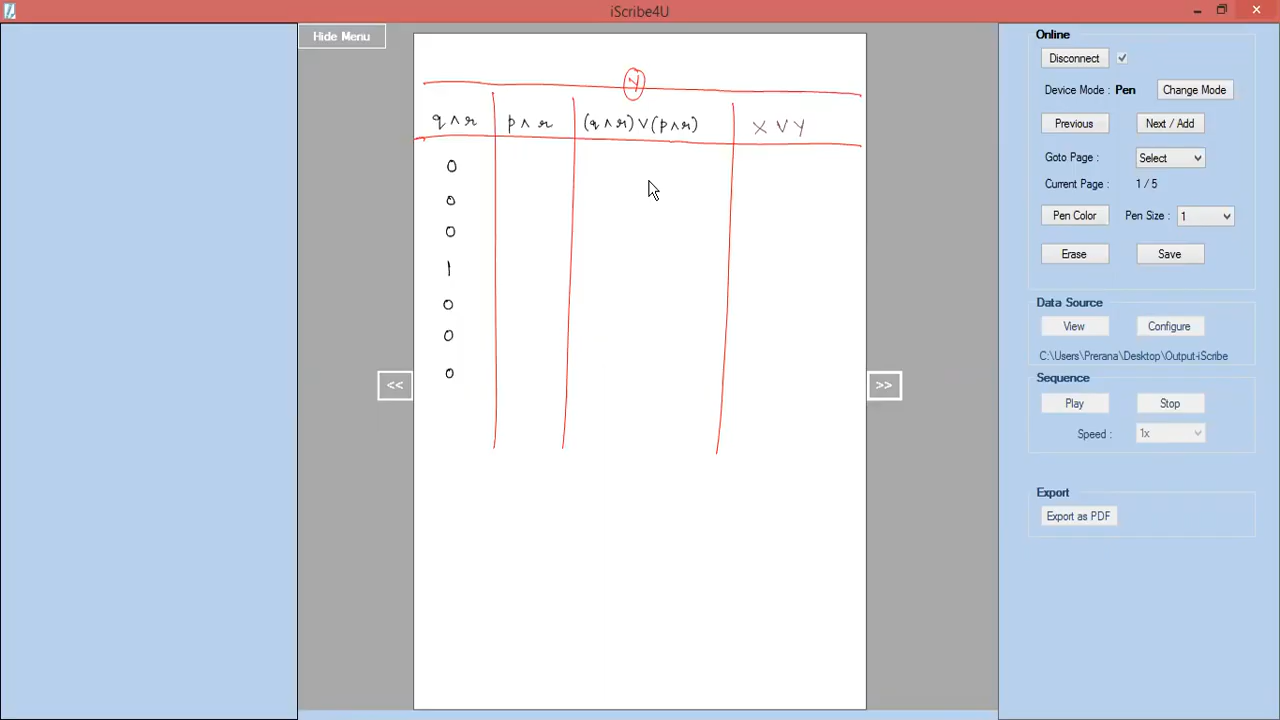 iScribe4U
Hide Menu
Y
q ∧ r p ∧ r (q ∧ r) ∨ (p ∧ r) X ∨ Y
0
0
0
1
0
0
0
<<
>>
Online
Disconnect
Device Mode : Pen Change Mode
Previous Next / Add
Goto Page : Select
Current Page : 1 / 5
Pen Color Pen Size : 1
Erase Save
Data Source
View Configure
C:\Users\Prerana\Desktop\Output-iScribe
Sequence
Play Stop
Speed : 1x
Export
Export as PDF